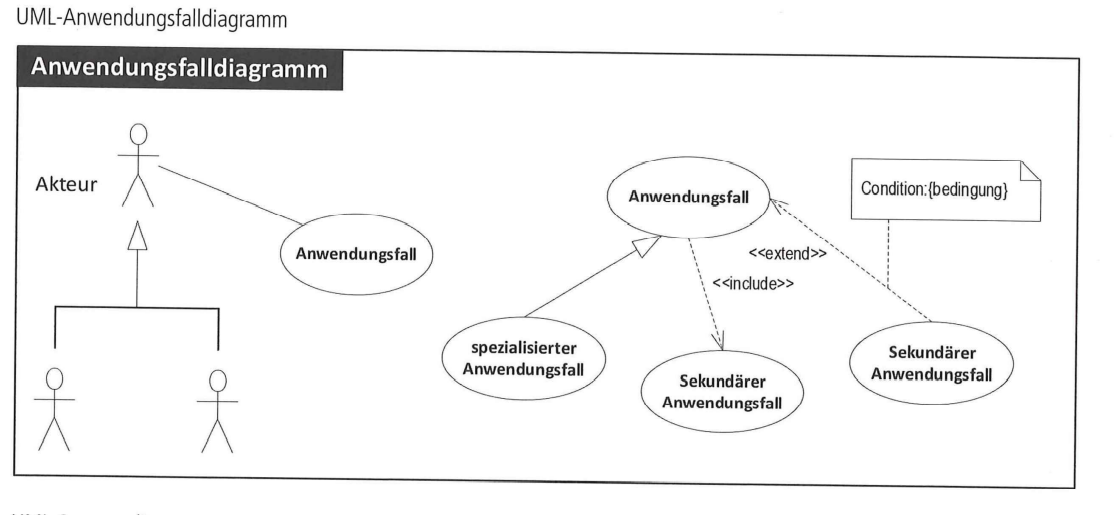 UML-Anwendungsfalldiagramm
Anwendungsfalldiagramm
Akteur
Anwendungsfall
Anwendungsfall
Condition:{bedingung}
<<extend>>
<<include>>
spezialisierter
Anwendungsfall
Sekundärer
Anwendungsfall
Sekundärer
Anwendungsfall